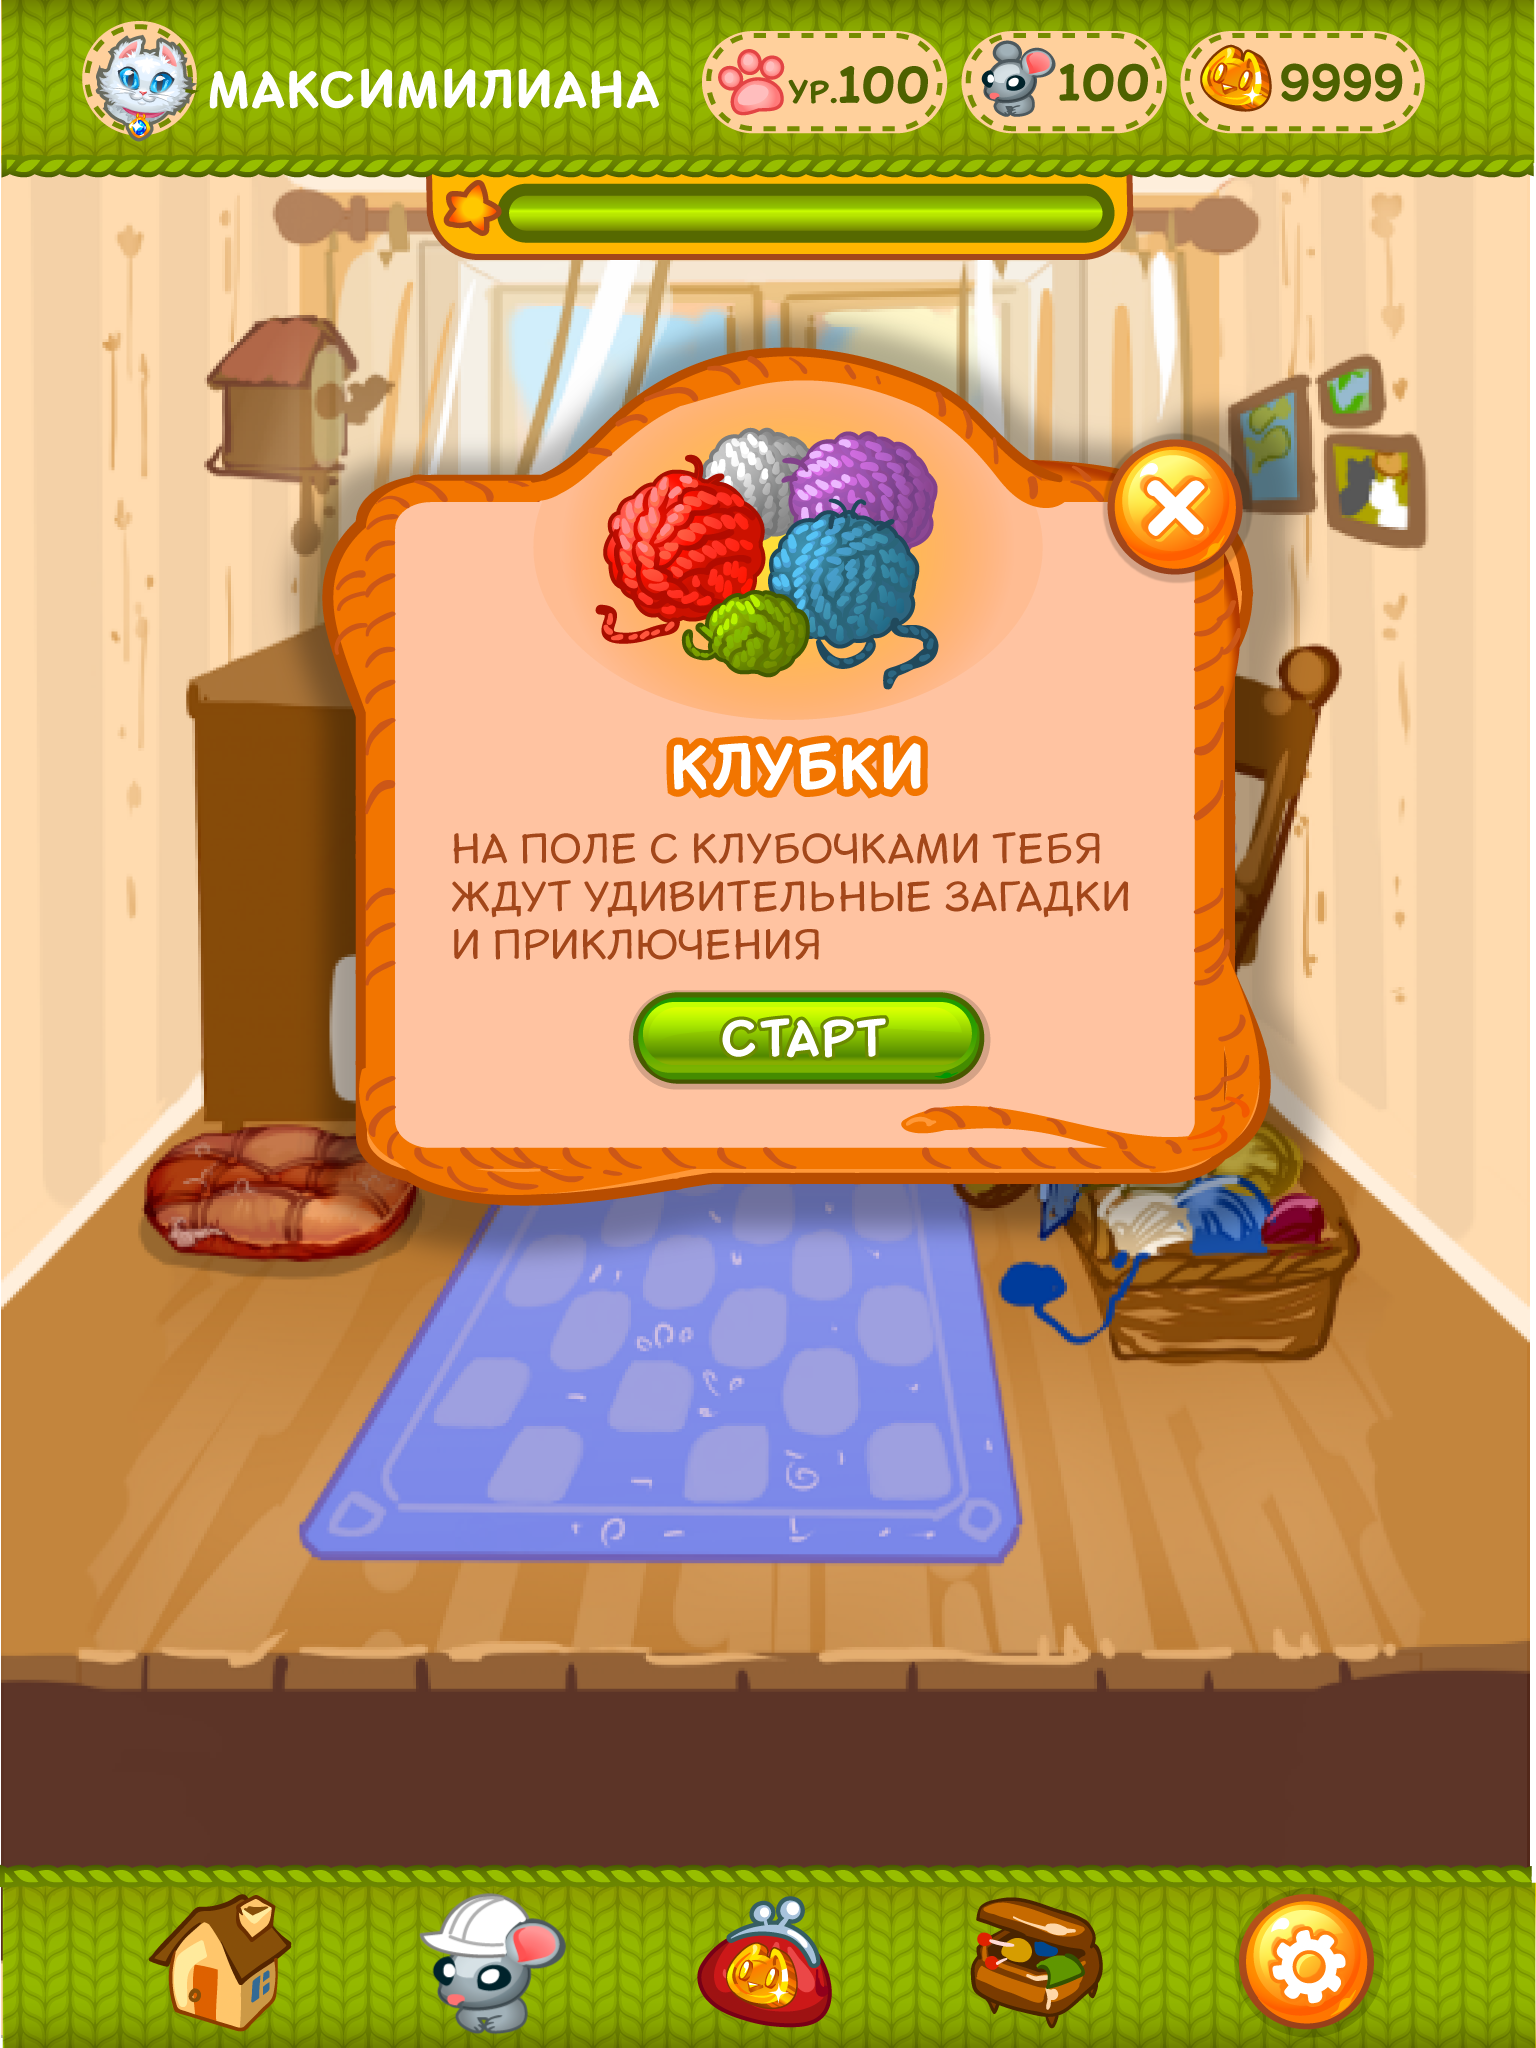 МАКСИМИЛИАНА УР.100 100 9999
КЛУБКИ
НА ПОЛЕ С КЛУБОЧКАМИ ТЕБЯ
ЖДУТ УДИВИТЕЛЬНЫЕ ЗАГАДКИ
И ПРИКЛЮЧЕНИЯ
СТАРТ